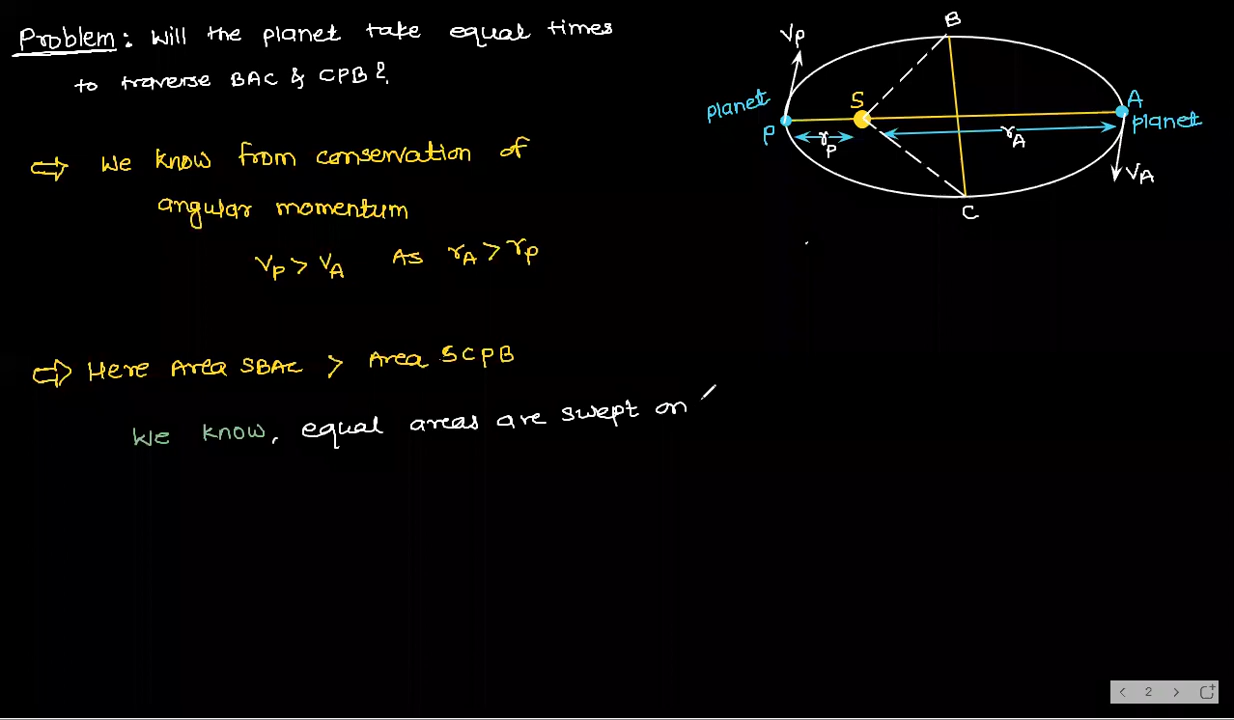 Problem: Will the planet take equal times
to traverse BAC & CPB?
⇨ We know from conservation of
angular momentum
VP > VA As rA > rP
⇨ Here Area SBAC > Area SCPB
We know, equal areas are swept on
B
VP
S
A
planet
planet
P
rP
rA
VA
C
2